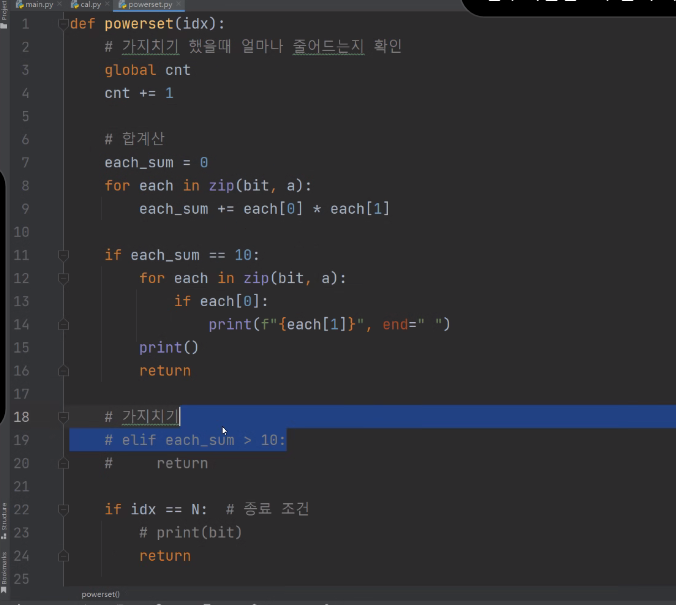 main.py cal.py powerset.py
Project
1 def powerset(idx):
2 # 가지치기 했을때 얼마나 줄어드는지 확인
3 global cnt
4 cnt += 1
5
6 # 합계산
7 each_sum = 0
8 for each in zip(bit, a):
9 each_sum += each[0] * each[1]
10
11 if each_sum == 10:
12 for each in zip(bit, a):
13 if each[0]:
14 print(f"{each[1]}", end=" ")
15 print()
16 return
17
18 # 가지치기
19 # elif each_sum > 10:
20 # return
21
22 if idx == N: # 종료 조건
23 # print(bit)
24 return
25
Structure
Bookmarks
powerset()